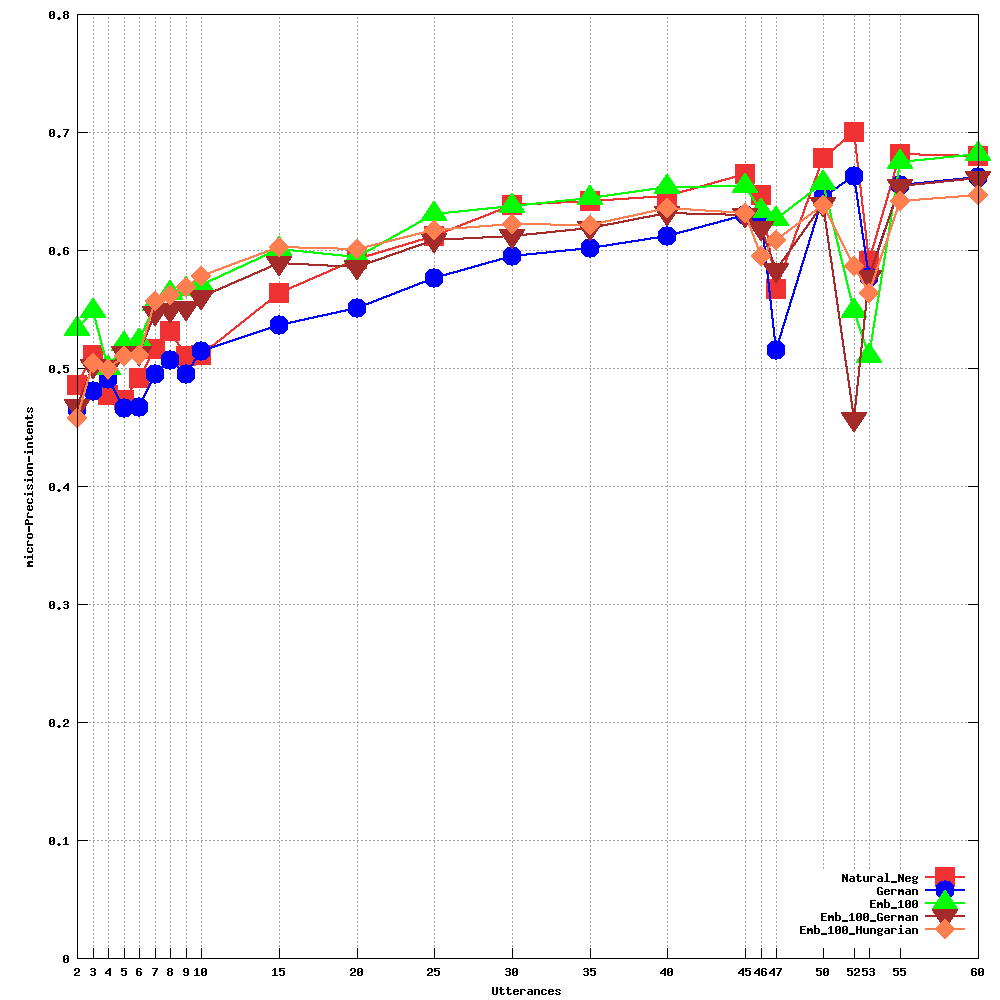 0.8
0.7
0.6
0.5
0.4
0.3
0.2
0.1
0
micro-Precision-intents
Natural_Neg
German
Emb_100
Emb_100_German
Emb_100_Hungarian
2 3 4 5 6 7 8 9 10 15 20 25 30 35 40 45 46 47 50 52 53 55 60
Utterances